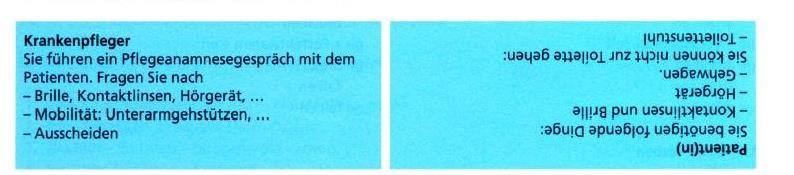 Krankenpfleger
Sie führen ein Pflegeanamnesegespräch mit dem
Patienten. Fragen Sie nach
– Brille, Kontaktlinsen, Hörgerät, ...
– Mobilität: Unterarmgehstützen, ...
– Ausscheiden
Patient(in)
Sie benötigen folgende Dinge:
– Kontaktlinsen und Brille
– Hörgerät
– Gehwagen.
Sie können nicht zur Toilette gehen:
– Toilettenstuhl